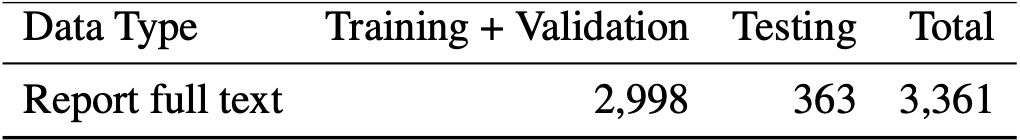 Data Type Training + Validation Testing Total
Report full text 2,998 363 3,361